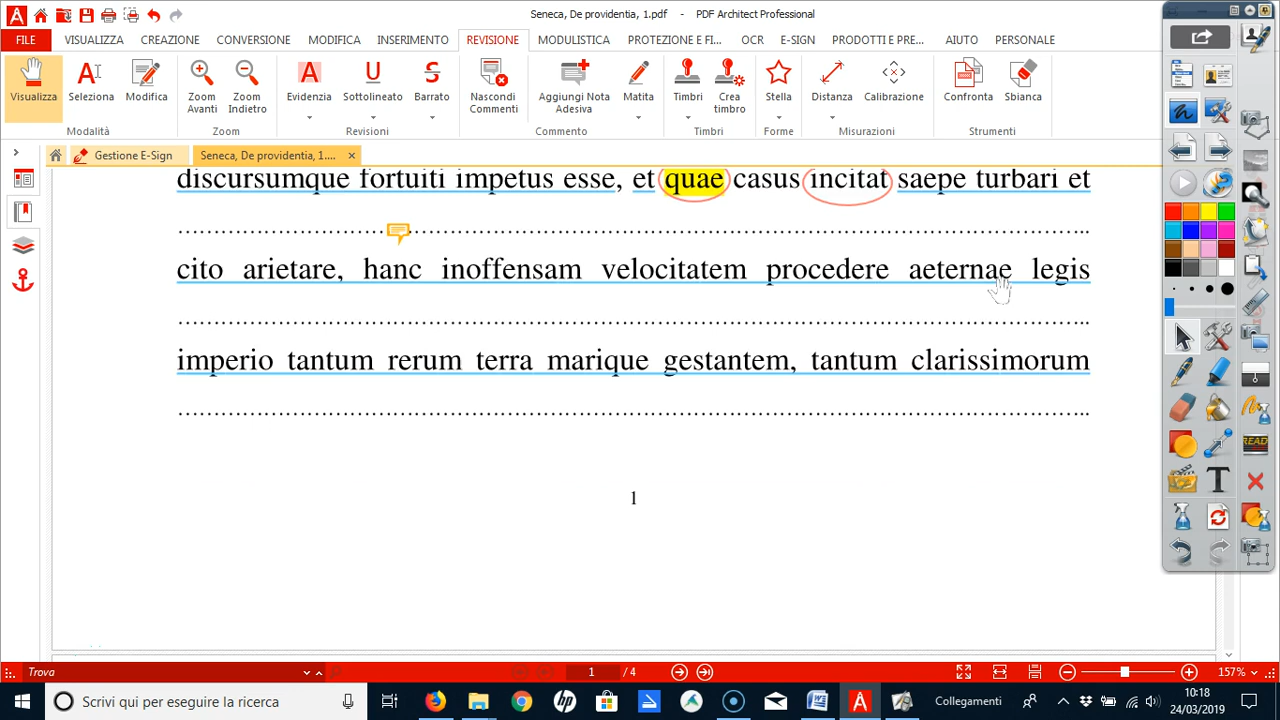 Seneca, De providentia, 1.pdf - PDF Architect Professional
FILE VISUALIZZA CREAZIONE CONVERSIONE MODIFICA INSERIMENTO REVISIONE MODULISTICA PROTEZIONE E FI... OCR E-SIGN PRODOTTI E PRE... AIUTO PERSONALE
Visualizza Seleziona Modifica Zoom Avanti Zoom Indietro Evidenzia Sottolineato Barrato Nascondi Commenti Aggiungi Nota Adesiva Matita Timbri Crea timbro Stella Distanza Calibrazione Confronta Sbianca
Modalità Zoom Revisioni Commento Timbri Forme Misurazioni Strumenti
Gestione E-Sign Seneca, De providentia, 1....
discursumque fortuiti impetus esse, et quae casus incitat saepe turbari et
cito arietare, hanc inoffensam velocitatem procedere aeternae legis
imperio tantum rerum terra marique gestantem, tantum clarissimorum
1
READ
Trova 1 / 4 157%
Scrivi qui per eseguire la ricerca Collegamenti 10:18
24/03/2019